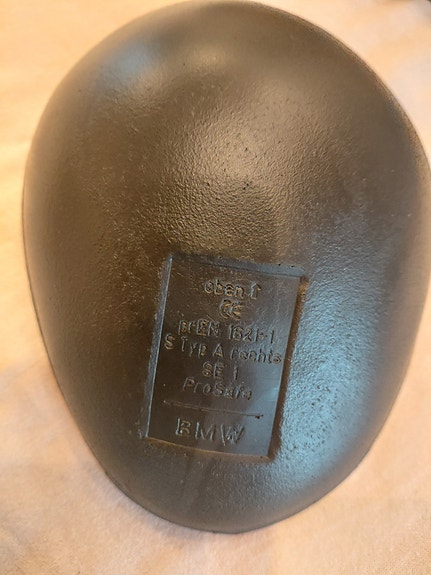 oben ↑
CE
prEN 1621-1
S Typ A rechts
SE 1
ProSafe
BMW